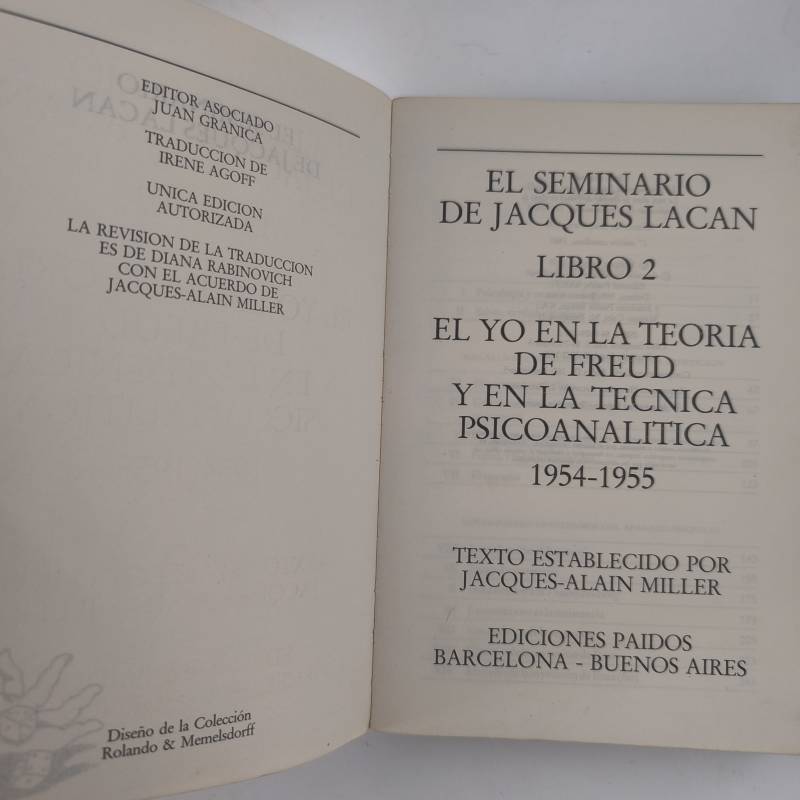 EDITOR ASOCIADO
JUAN GRANICA
TRADUCCION DE
IRENE AGOFF
UNICA EDICION
AUTORIZADA
LA REVISION DE LA TRADUCCION
ES DE DIANA RABINOVICH
CON EL ACUERDO DE
JACQUES-ALAIN MILLER
Diseño de la Colección
Rolando & Memelsdorff
EL SEMINARIO
DE JACQUES LACAN
LIBRO 2
EL YO EN LA TEORIA
DE FREUD
Y EN LA TECNICA
PSICOANALITICA
1954-1955
TEXTO ESTABLECIDO POR
JACQUES-ALAIN MILLER
EDICIONES PAIDOS
BARCELONA - BUENOS AIRES